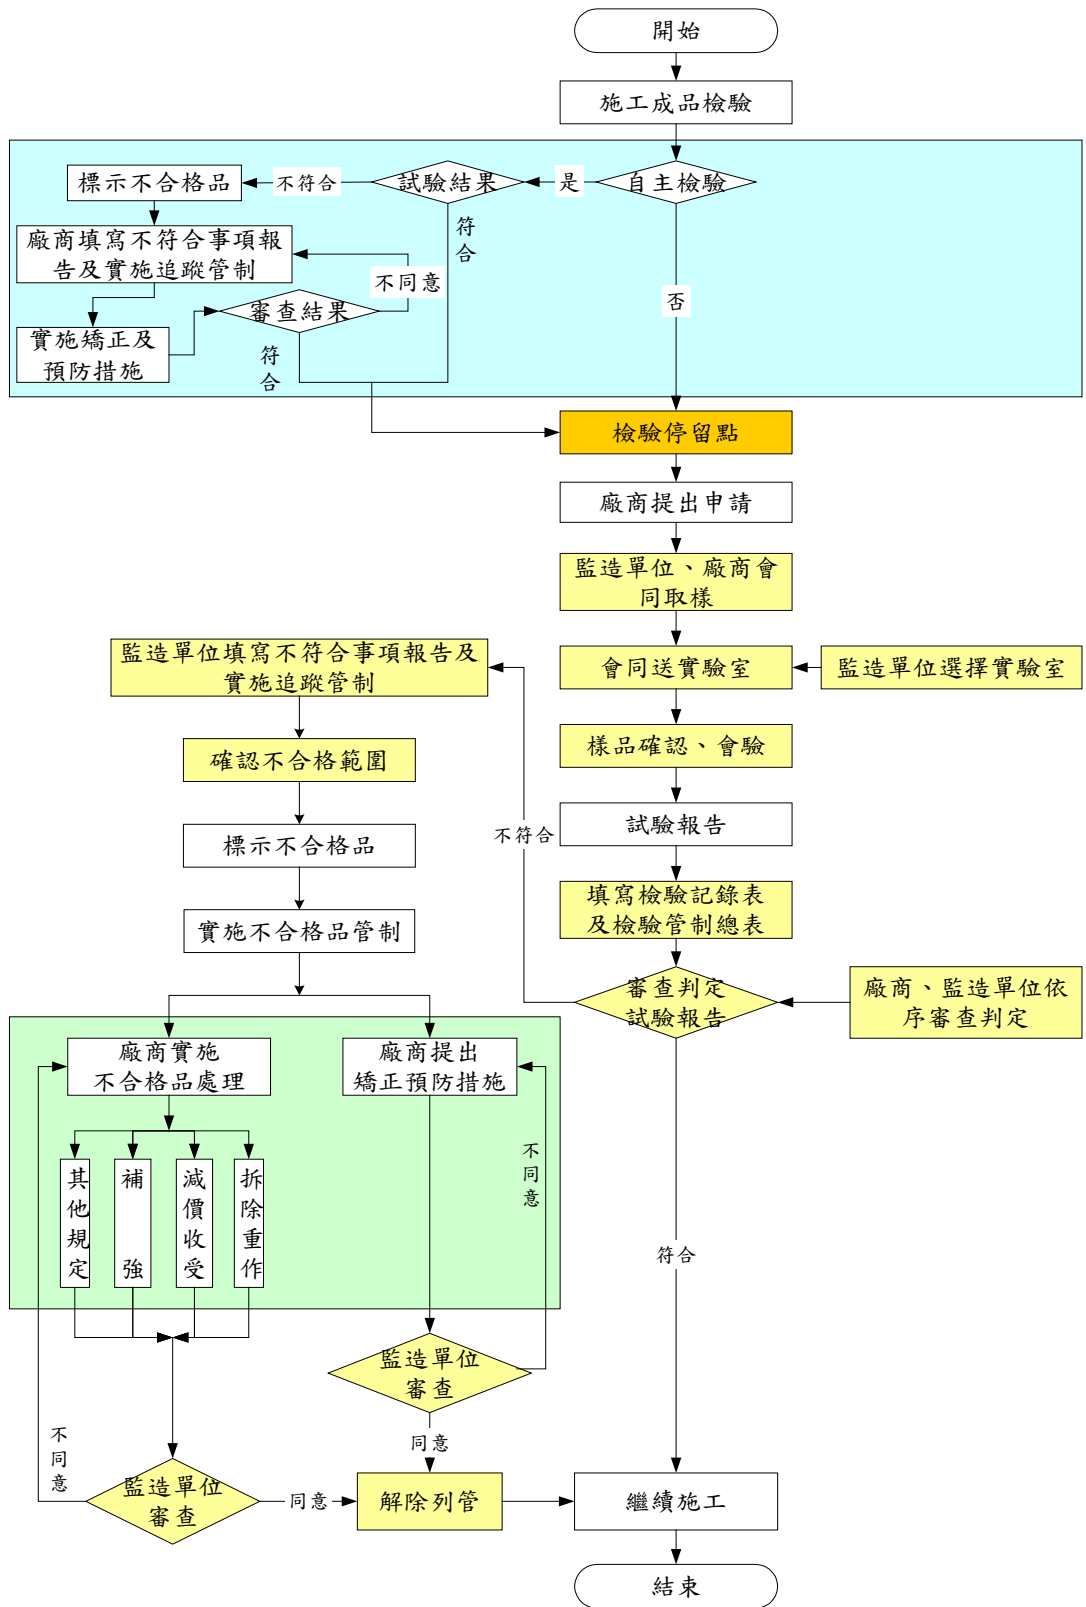 開始
施工成品檢驗
自主檢驗
是
試驗結果
不符合
標示不合格品
符
合
廠商填寫不符合事項報
告及實施追蹤管制
不同意
審查結果
否
實施矯正及
預防措施
符
合
檢驗停留點
廠商提出申請
監造單位、廠商會
同取樣
會同送實驗室
監造單位選擇實驗室
監造單位填寫不符合事項報告及
實施追蹤管制
樣品確認、會驗
確認不合格範圍
試驗報告
不符合
標示不合格品
填寫檢驗記錄表
及檢驗管制總表
實施不合格品管制
審查判定
試驗報告
廠商、監造單位依
序審查判定
廠商實施
不合格品處理
廠商提出
矯正預防措施
不
同
意
其
他
規
定
補
強
減
價
收
受
拆
除
重
作
符合
監造單位
審查
同意
不
同
意
監造單位
審查
同意
解除列管
繼續施工
結束